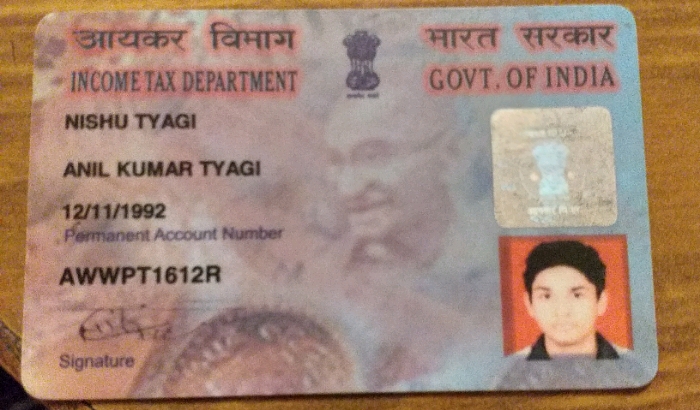 आयकर विभाग
भारत सरकार
INCOME TAX DEPARTMENT
GOVT. OF INDIA
NISHU TYAGI
ANIL KUMAR TYAGI
12/11/1992
Permanent Account Number
AWWPT1612R
Signature